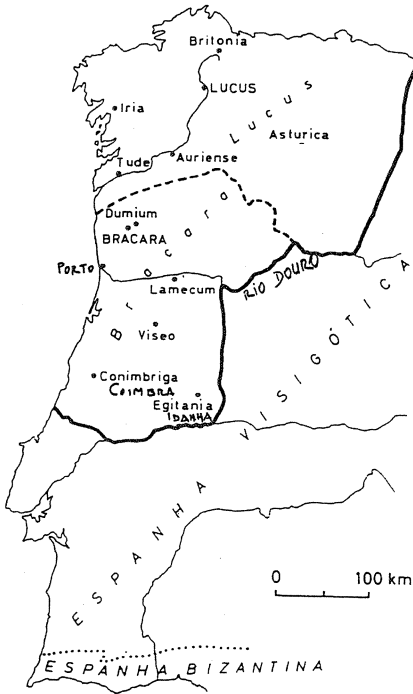 Britonia
LUCUS
Iria
Lucus
Asturica
Auriense
Tude
Dumium
BRACARA
Bracara
PORTO
Lamecum
RIO DOURO
Viseo
Conimbriga
COIMBRA
Egitania
IDANHA
ESPANHA VISIGÓTICA
0 100 km
ESPANHA BIZANTINA